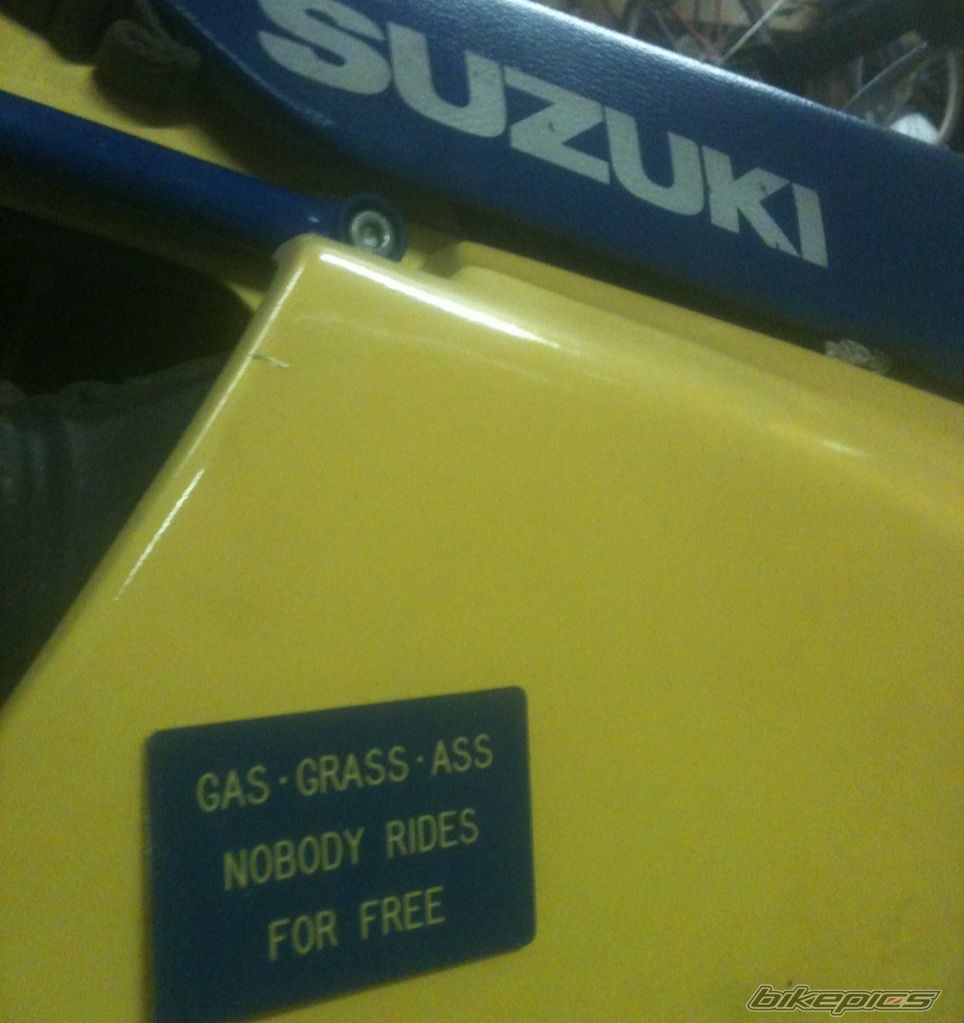 SUZUKI
GAS · GRASS · ASS
NOBODY RIDES
FOR FREE
bikepics